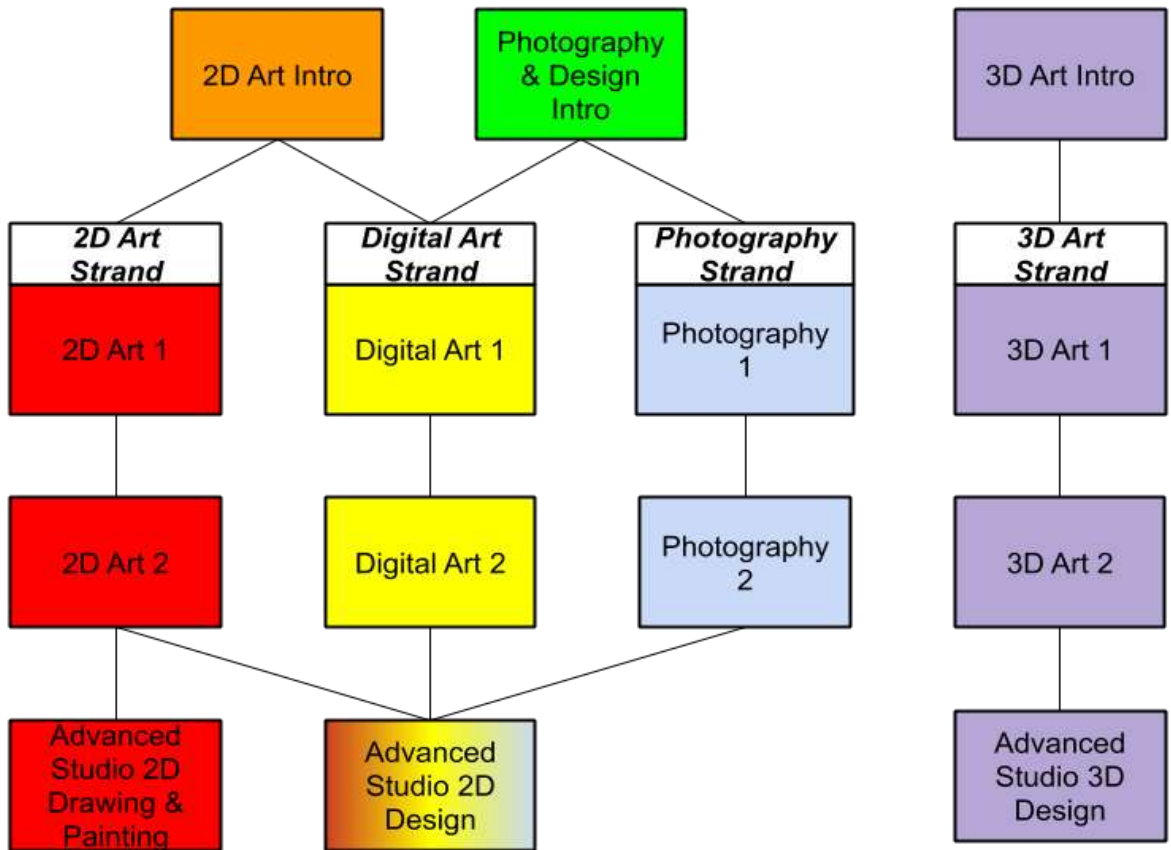 2D Art Intro
Photography
& Design
Intro
3D Art Intro
2D Art
Strand
Digital Art
Strand
Photography
Strand
3D Art
Strand
2D Art 1
Digital Art 1
Photography
1
3D Art 1
2D Art 2
Digital Art 2
Photography
2
3D Art 2
Advanced
Studio 2D
Drawing &
Painting
Advanced
Studio 2D
Design
Advanced
Studio 3D
Design